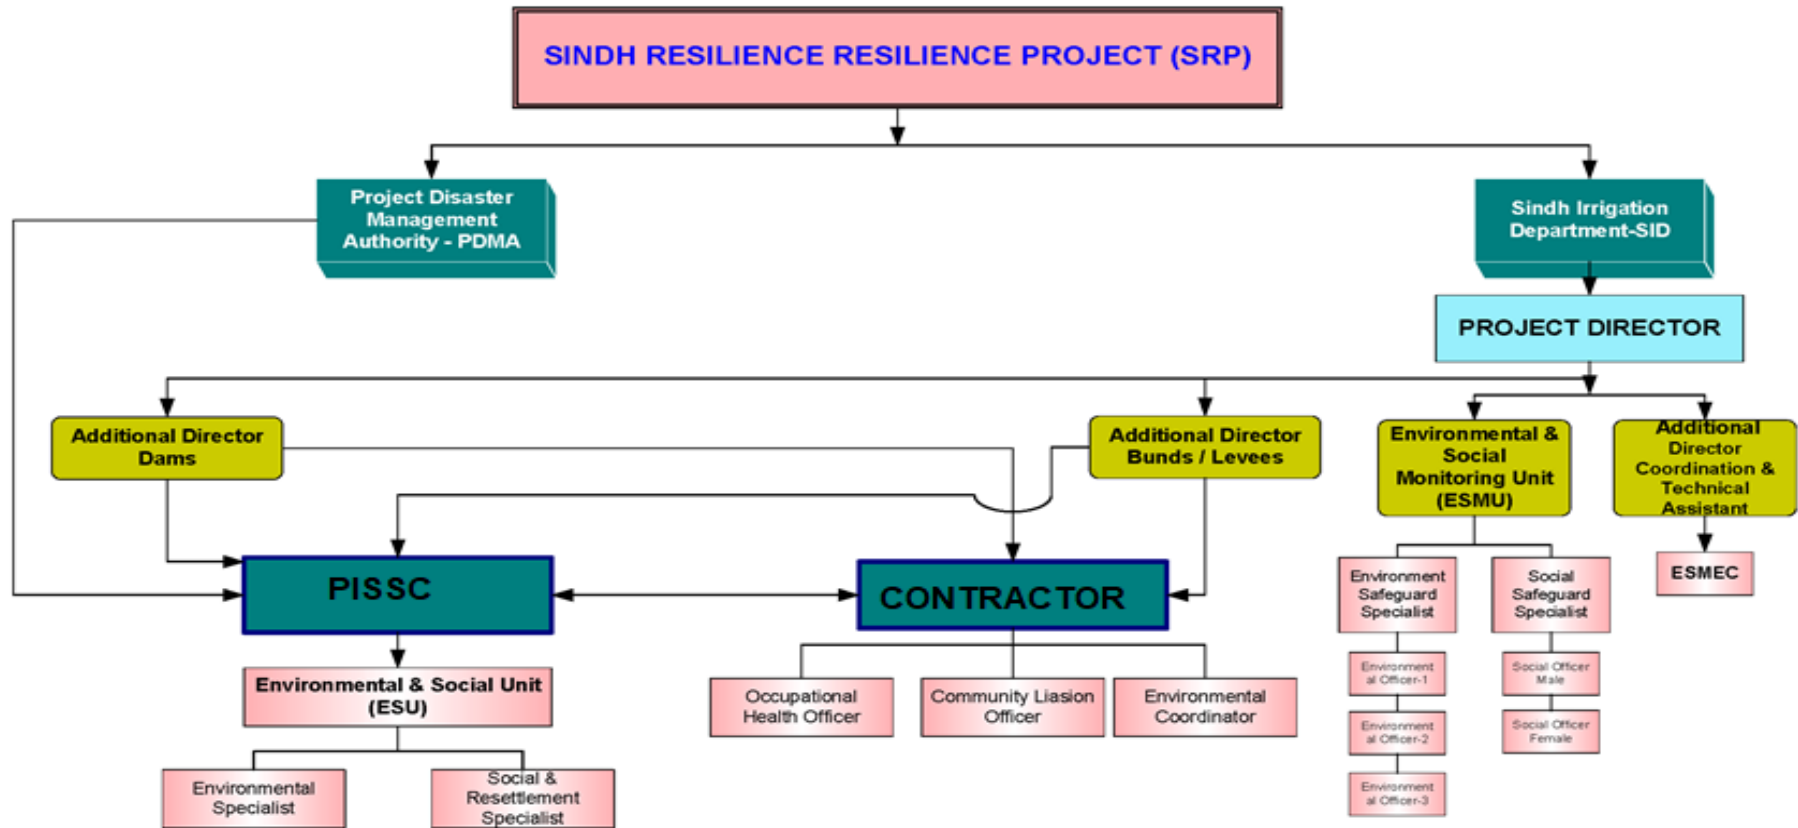 SINDH RESILIENCE RESILIENCE PROJECT (SRP)
Project Disaster
Management
Authority - PDMA
Sindh Irrigation
Department-SID
PROJECT DIRECTOR
Additional Director
Dams
Additional Director
Bunds / Levees
Environmental &
Social
Monitoring Unit
(ESMU)
Additional
Director
Coordination &
Technical
Assistant
PISSC
CONTRACTOR
Environment
Safeguard
Specialist
Social
Safeguard
Specialist
ESMEC
Environmental & Social Unit
(ESU)
Occupational
Health Officer
Community Liasion
Officer
Environmental
Coordinator
Environment
al Officer-1
Social Officer
Male
Environment
al Officer-2
Social Officer
Female
Environment
al Officer-3
Environmental
Specialist
Social &
Resettlement
Specialist